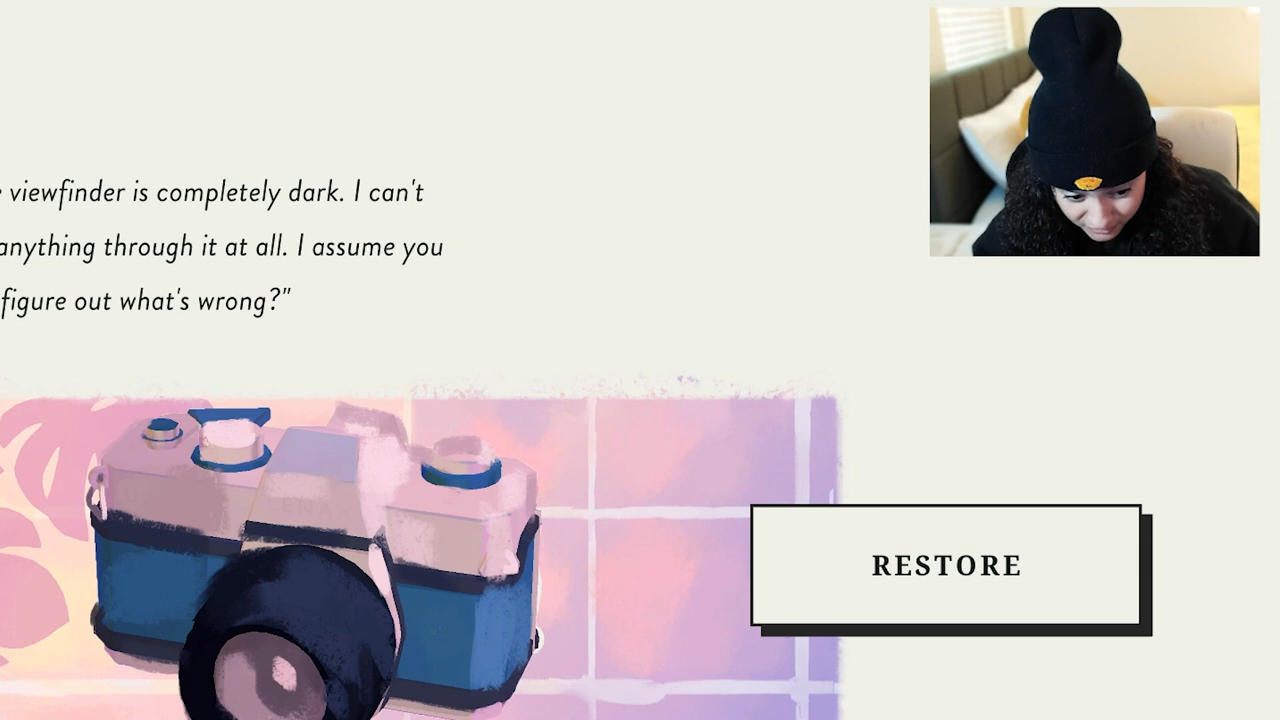 viewfinder is completely dark. I can't
anything through it at all. I assume you
figure out what's wrong?"
RESTORE